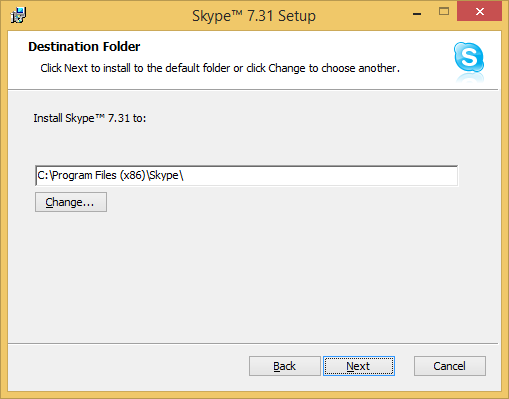 Skype™ 7.31 Setup
Destination Folder
Click Next to install to the default folder or click Change to choose another.
Install Skype™ 7.31 to:
C:\Program Files (x86)\Skype\
Change...
Back Next Cancel